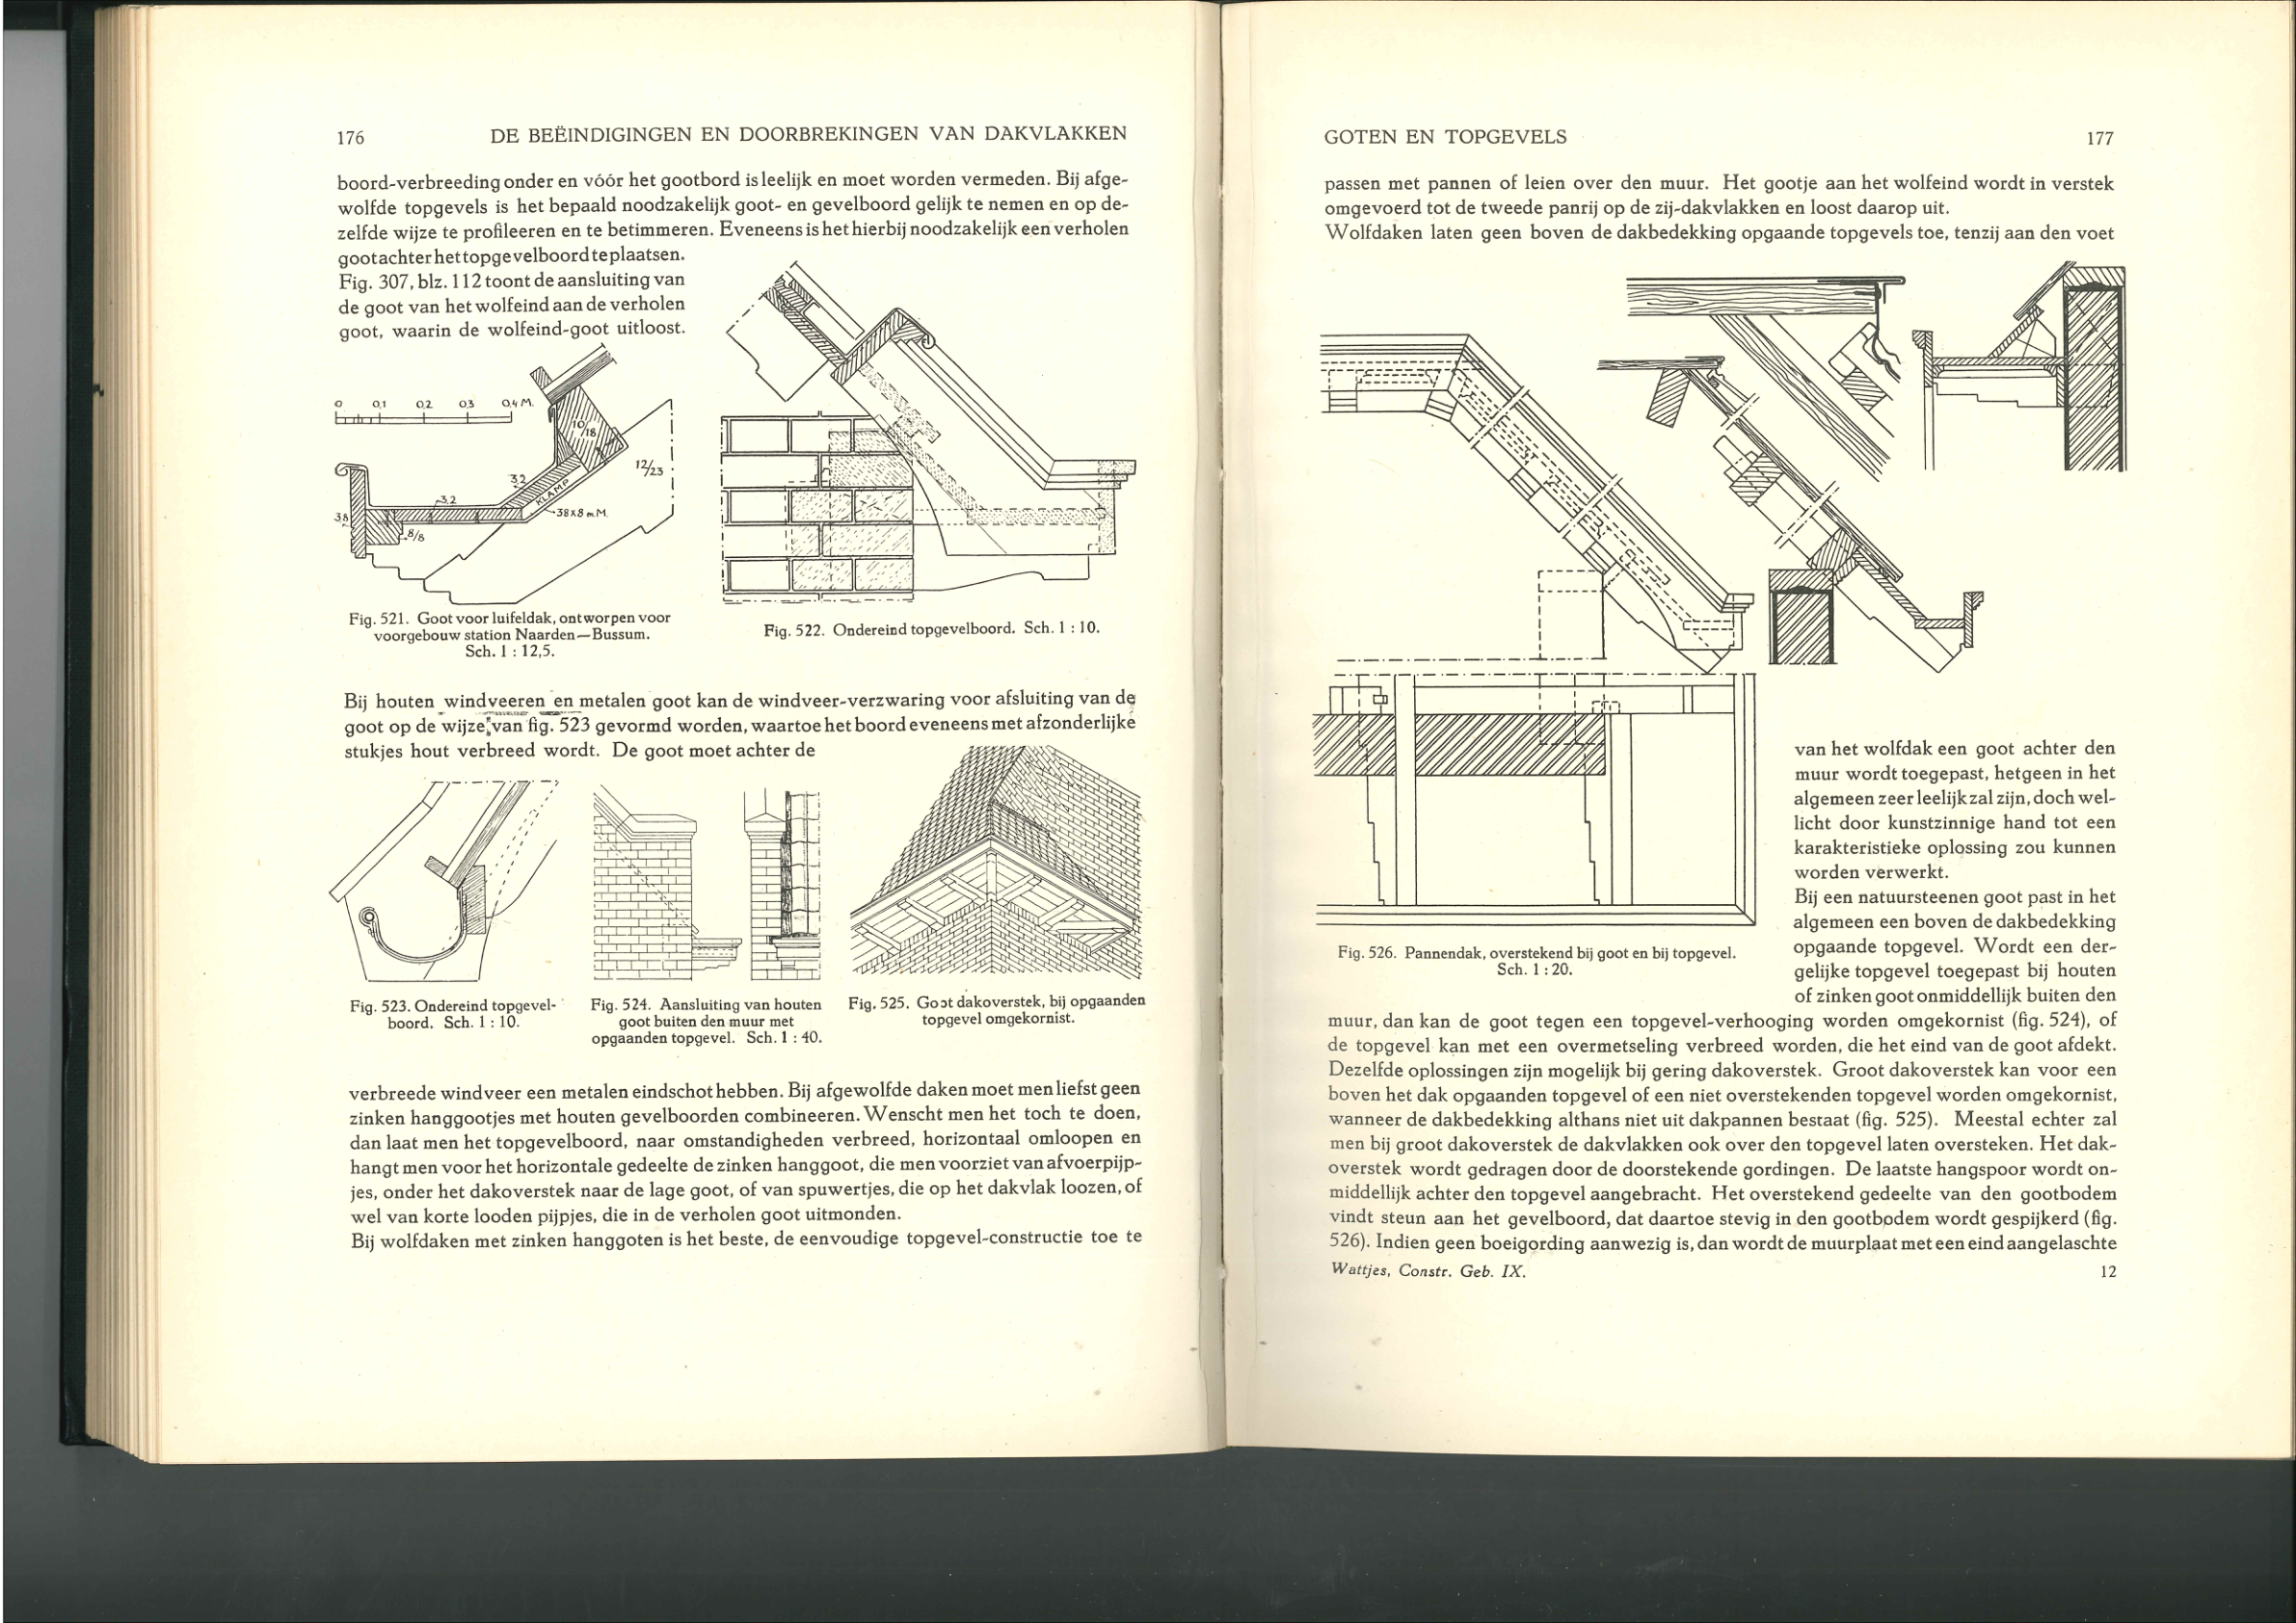 176 DE BEËINDIGINGEN EN DOORBREKINGEN VAN DAKVLAKKEN
boord-verbreeding onder en vóór het gootbord is leelijk en moet worden vermeden. Bij afge-
wolfde topgevels is het bepaald noodzakelijk goot- en gevelboord gelijk te nemen en op de-
zelfde wijze te profileeren en te betimmeren. Eveneens is het hierbij noodzakelijk een verholen
goot achter het topgevelboord te plaatsen.
Fig. 307, blz. 112 toont de aansluiting van
de goot van het wolfeind aan de verholen
goot, waarin de wolfeind-goot uitloost.
0 0,1 0,2 0,3 0,4 M.
10/18
12/23
3,2
KLAMP
3,2
38
38x8 m.M.
8/8
Fig. 521. Goot voor luifeldak, ontworpen voor
voorgebouw station Naarden—Bussum.
Sch. 1 : 12,5.
Fig. 522. Ondereind topgevelboord. Sch. 1 : 10.
Bij houten windveeren en metalen goot kan de windveer-verzwaring voor afsluiting van de
goot op de wijze van fig. 523 gevormd worden, waartoe het boord eveneens met afzonderlijke
stukjes hout verbreed wordt. De goot moet achter de
Fig. 523. Ondereind topgevel-
boord. Sch. 1 : 10.
Fig. 524. Aansluiting van houten
goot buiten den muur met
opgaanden topgevel. Sch. 1 : 40.
Fig. 525. Goot dakoverstek, bij opgaanden
topgevel omgekornist.
verbreede windveer een metalen eindschot hebben. Bij afgewolfde daken moet men liefst geen
zinken hanggootjes met houten gevelboorden combineeren. Wenscht men het toch te doen,
dan laat men het topgevelboord, naar omstandigheden verbreed, horizontaal omloopen en
hangt men voor het horizontale gedeelte de zinken hanggoot, die men voorziet van afvoerpijp-
jes, onder het dakoverstek naar de lage goot, of van spuwertjes, die op het dakvlak loozen, of
wel van korte looden pijpjes, die in de verholen goot uitmonden.
Bij wolfdaken met zinken hanggoten is het beste, de eenvoudige topgevel-constructie toe te
GOTEN EN TOPGEVELS 177
passen met pannen of leien over den muur. Het gootje aan het wolfeind wordt in verstek
omgevoerd tot de tweede panrij op de zij-dakvlakken en loost daarop uit.
Wolfdaken laten geen boven de dakbedekking opgaande topgevels toe, tenzij aan den voet
van het wolfdak een goot achter den
muur wordt toegepast, hetgeen in het
algemeen zeer leelijk zal zijn, doch wel-
licht door kunstzinnige hand tot een
karakteristieke oplossing zou kunnen
worden verwerkt.
Bij een natuursteenen goot past in het
algemeen een boven de dakbedekking
opgaande topgevel. Wordt een der-
gelijke topgevel toegepast bij houten
of zinken goot onmiddellijk buiten den
Fig. 526. Pannendak, overstekend bij goot en bij topgevel.
Sch. 1 : 20.
muur, dan kan de goot tegen een topgevel-verhooging worden omgekornist (fig. 524), of
de topgevel kan met een overmetseling verbreed worden, die het eind van de goot afdekt.
Dezelfde oplossingen zijn mogelijk bij gering dakoverstek. Groot dakoverstek kan voor een
boven het dak opgaanden topgevel of een niet overstekenden topgevel worden omgekornist,
wanneer de dakbedekking althans niet uit dakpannen bestaat (fig. 525). Meestal echter zal
men bij groot dakoverstek de dakvlakken ook over den topgevel laten oversteken. Het dak-
overstek wordt gedragen door de doorstekende gordingen. De laatste hangspoor wordt on-
middellijk achter den topgevel aangebracht. Het overstekend gedeelte van den gootbodem
vindt steun aan het gevelboord, dat daartoe stevig in den gootbodem wordt gespijkerd (fig.
526). Indien geen boeigording aanwezig is, dan wordt de muurplaat met een eind aangelaschte
Wattjes, Constr. Geb. IX. 12